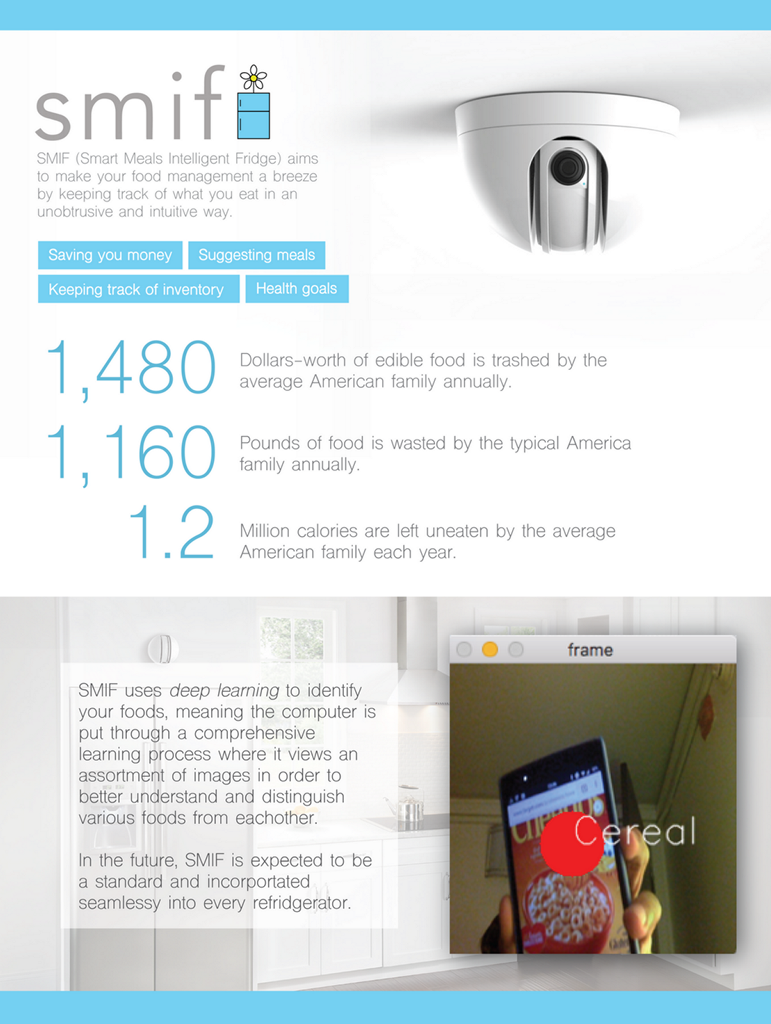 smif
SMIF (Smart Meals Intelligent Fridge) aims
to make your food management a breeze
by keeping track of what you eat in an
unobtrusive and intuitive way.
Saving you money
Suggesting meals
Keeping track of inventory
Health goals
1,480
Dollars-worth of edible food is trashed by the
average American family annually.
1,160
Pounds of food is wasted by the typical America
family annually.
1.2
Million calories are left uneaten by the average
American family each year.
SMIF uses deep learning to identify
your foods, meaning the computer is
put through a comprehensive
learning process where it views an
assortment of images in order to
better understand and distinguish
various foods from eachother.
In the future, SMIF is expected to be
a standard and incorportated
seamlessy into every refridgerator.
frame
Cereal